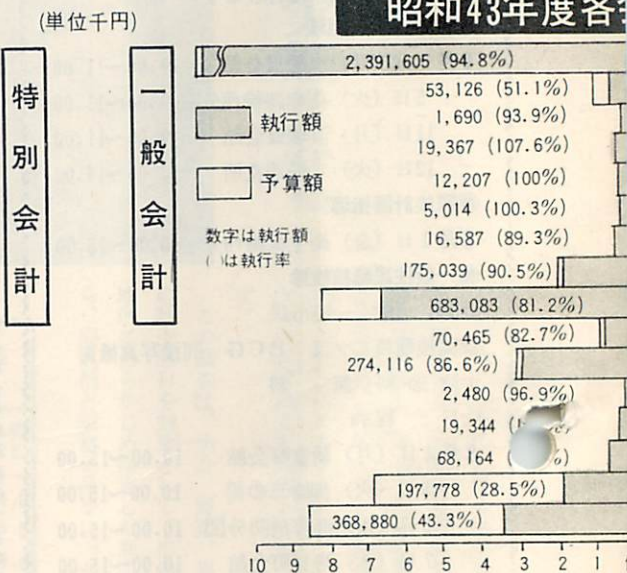 昭和43年度各
(単位千円)
特別会計
一般会計
執行額
予算額
数字は執行額
( )は執行率
2,391,605 (94.8%)
53,126 (51.1%)
1,690 (93.9%)
19,367 (107.6%)
12,207 (100%)
5,014 (100.3%)
16,587 (89.3%)
175,039 (90.5%)
683,083 (81.2%)
70,465 (82.7%)
274,116 (86.6%)
2,480 (96.9%)
19,344
68,164
197,778 (28.5%)
368,880 (43.3%)
10 9 8 7 6 5 4 3 2 1